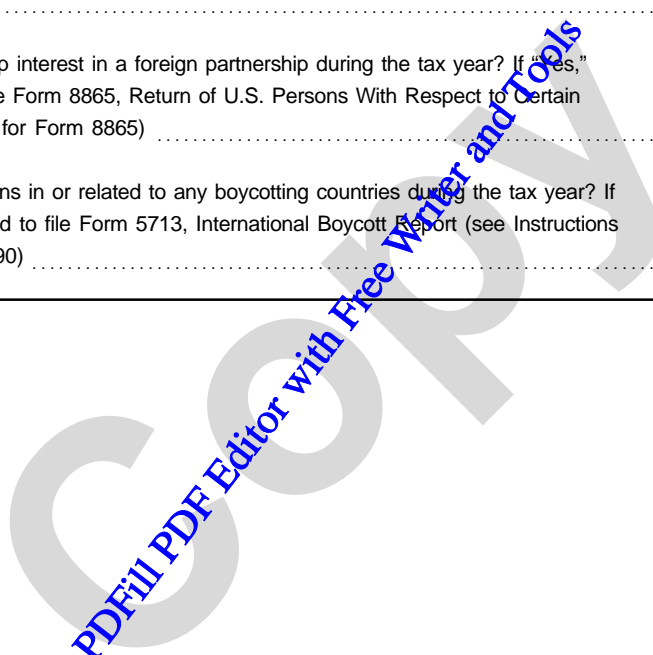 p interest in a foreign partnership during the tax year? If “Yes,”
e Form 8865, Return of U.S. Persons With Respect to Certain
for Form 8865)
ns in or related to any boycotting countries during the tax year? If
d to file Form 5713, International Boycott Report (see Instructions
90)
Copy
PDFill PDF Editor with Free Writer and Tools